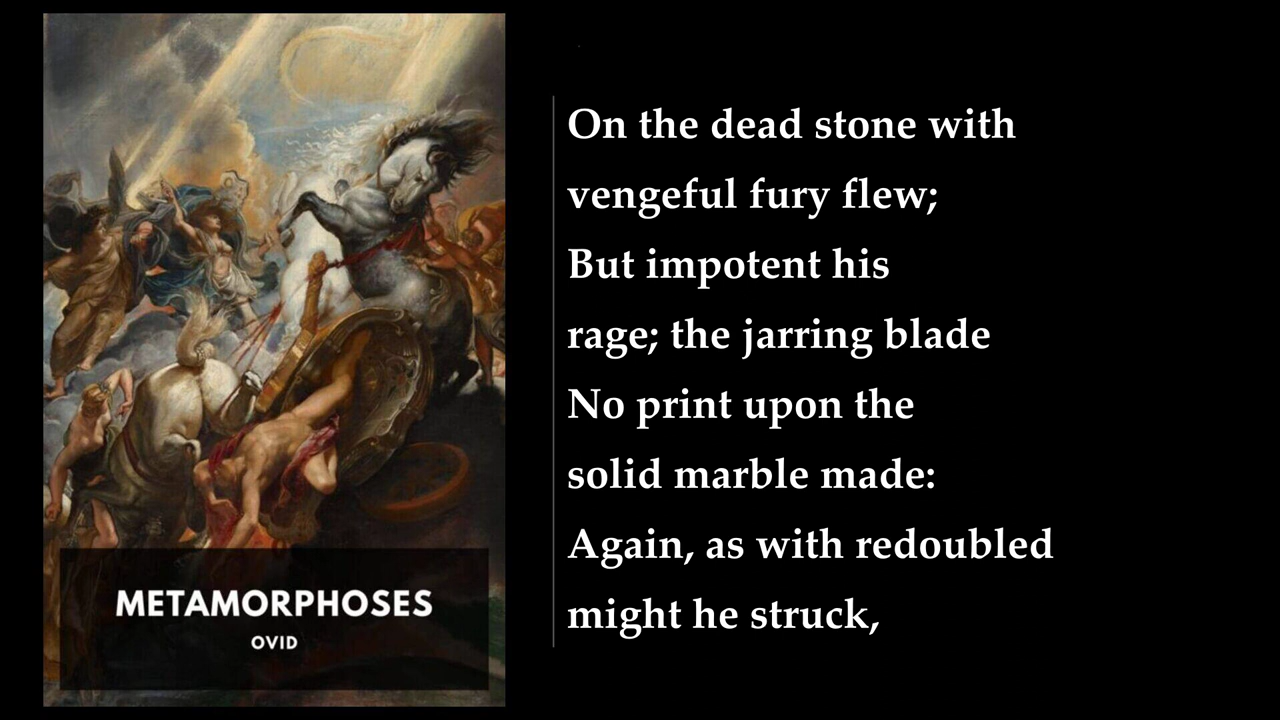 METAMORPHOSES
OVID
On the dead stone with
vengeful fury flew;
But impotent his
rage; the jarring blade
No print upon the
solid marble made:
Again, as with redoubled
might he struck,